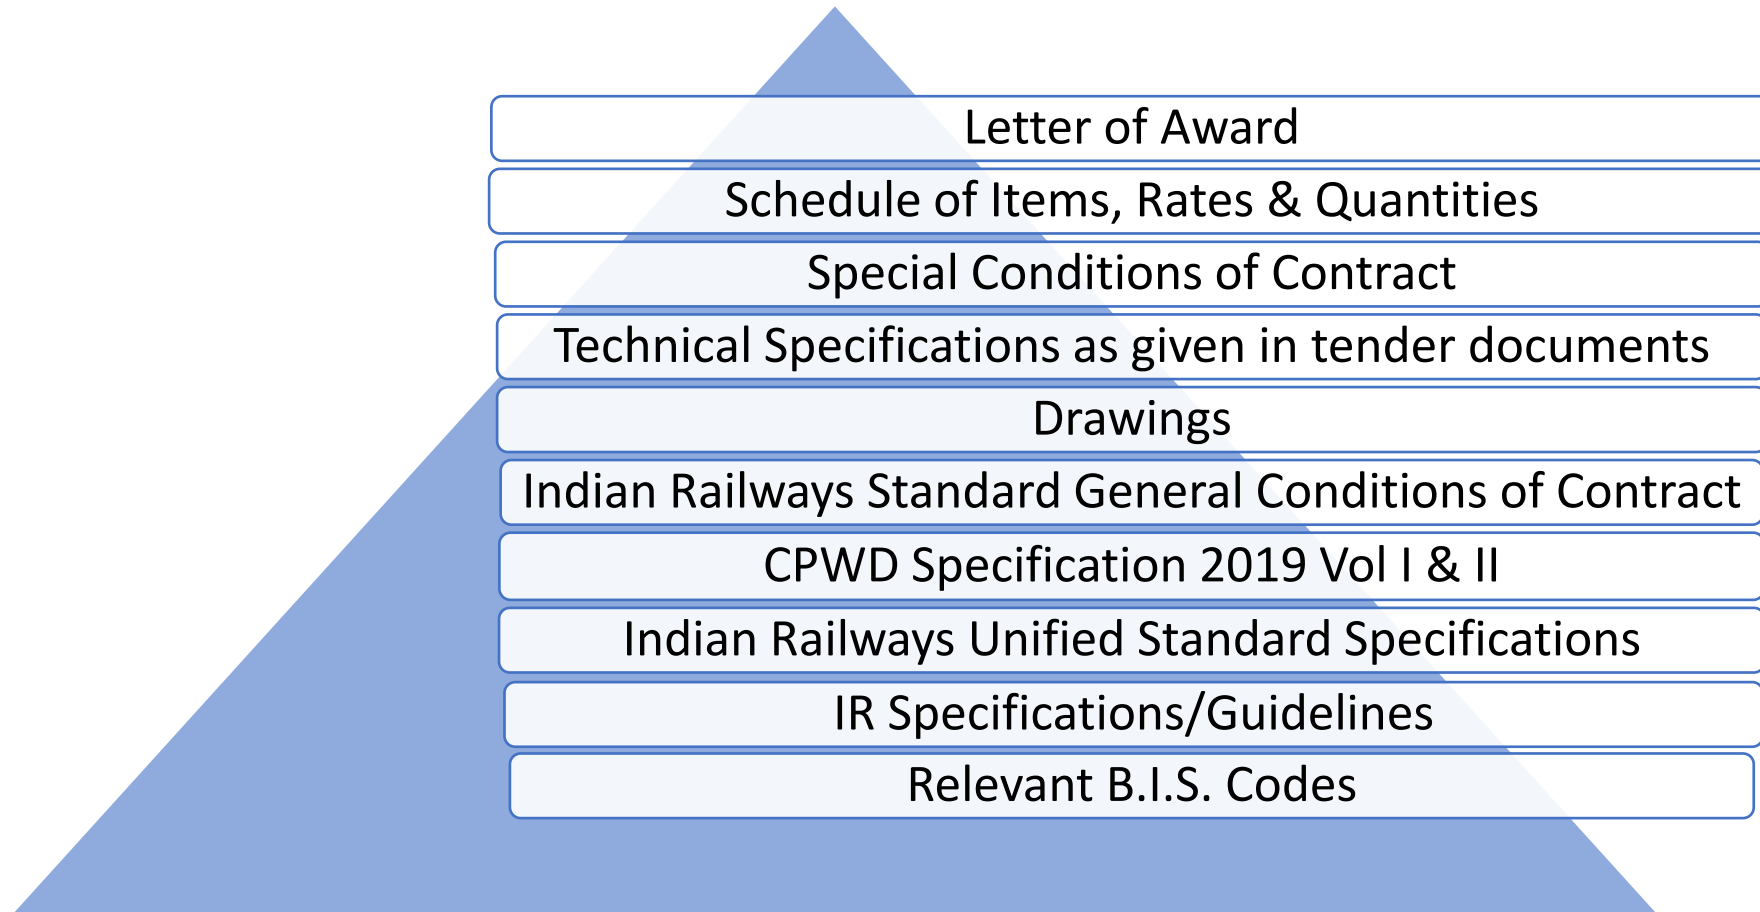 Letter of Award
Schedule of Items, Rates & Quantities
Special Conditions of Contract
Technical Specifications as given in tender documents
Drawings
Indian Railways Standard General Conditions of Contract
CPWD Specification 2019 Vol I & II
Indian Railways Unified Standard Specifications
IR Specifications/Guidelines
Relevant B.I.S. Codes